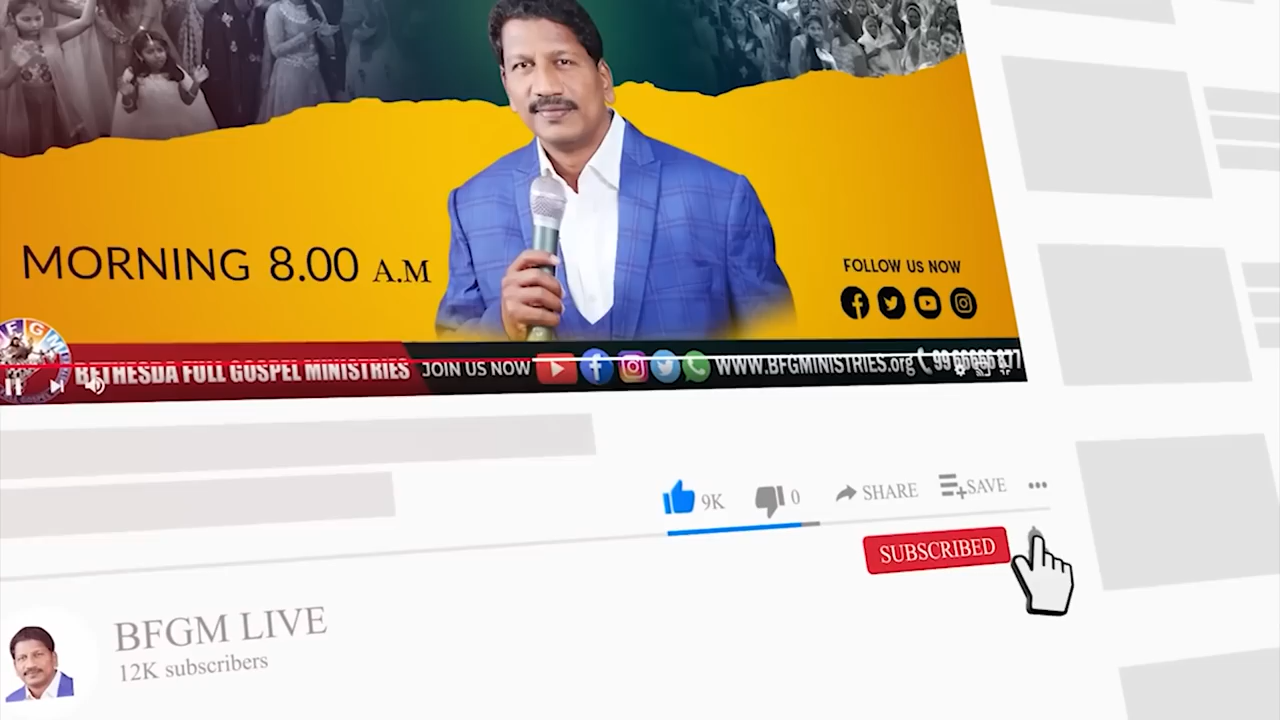 MORNING 8.00 A.M
FOLLOW US NOW
BETHESDA FULL GOSPEL MINISTRIES
JOIN US NOW
WWW.BFGMINISTRIES.org
9K
0
SHARE
SAVE
SUBSCRIBED
BFGM LIVE
12K subscribers